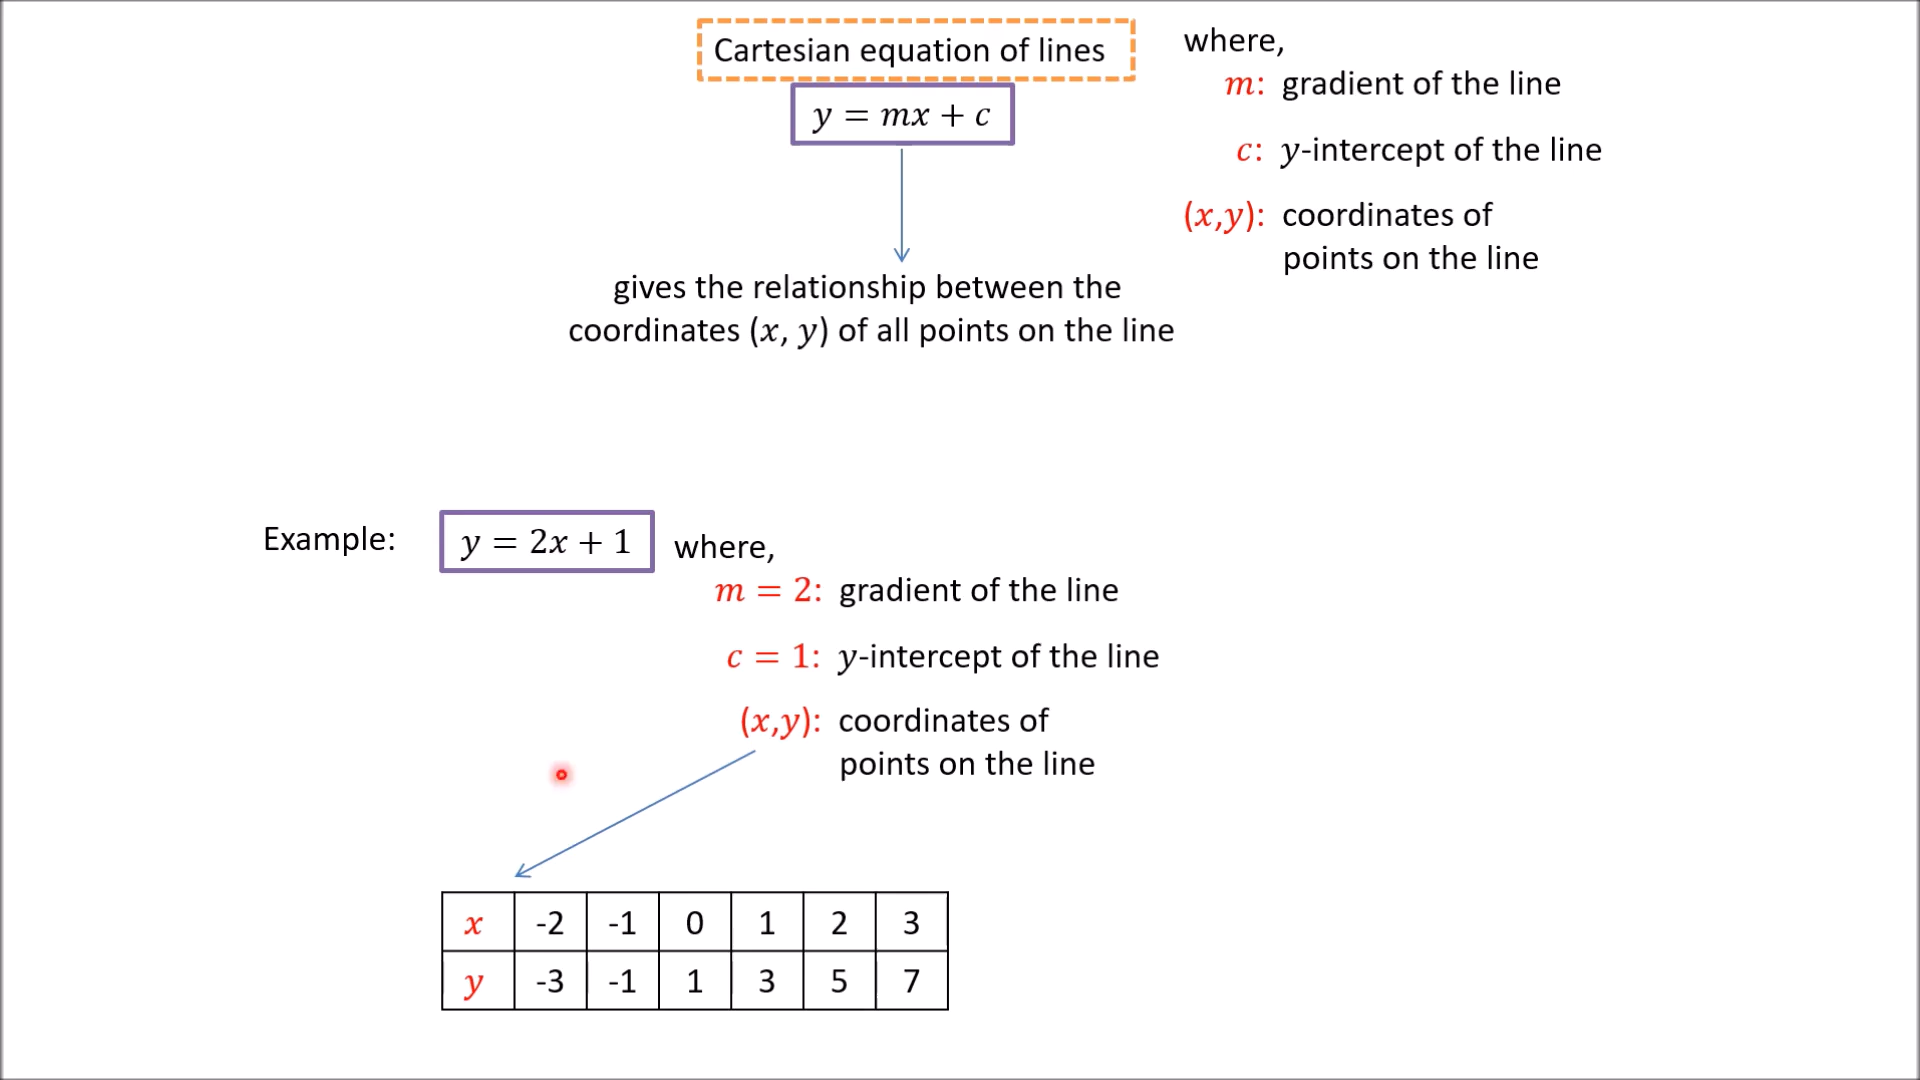 Cartesian equation of lines
y = mx + c
where,
m: gradient of the line
c: y-intercept of the line
(x,y): coordinates of
points on the line
gives the relationship between the
coordinates (x, y) of all points on the line
Example: y = 2x + 1 where,
m = 2: gradient of the line
c = 1: y-intercept of the line
(x,y): coordinates of
points on the line
x -2 -1 0 1 2 3
y -3 -1 1 3 5 7